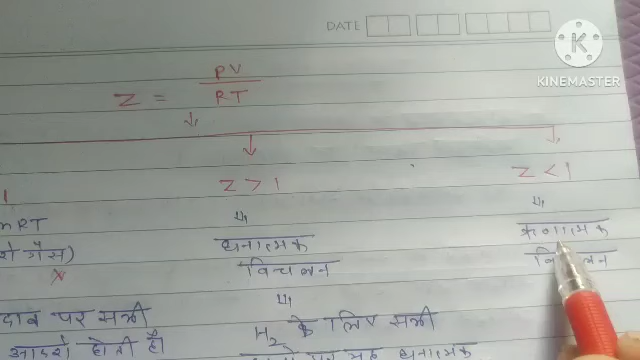 DATE
K
KINEMASTER
Z = PV / RT
Z > 1
Z < 1
nRT
या
या
गैस)
धनात्मक
ऋणात्मक
विचलन
विचलन
या
दाब पर सभी
H₂ के लिए सभी
आदर्श होती है
धनात्मक